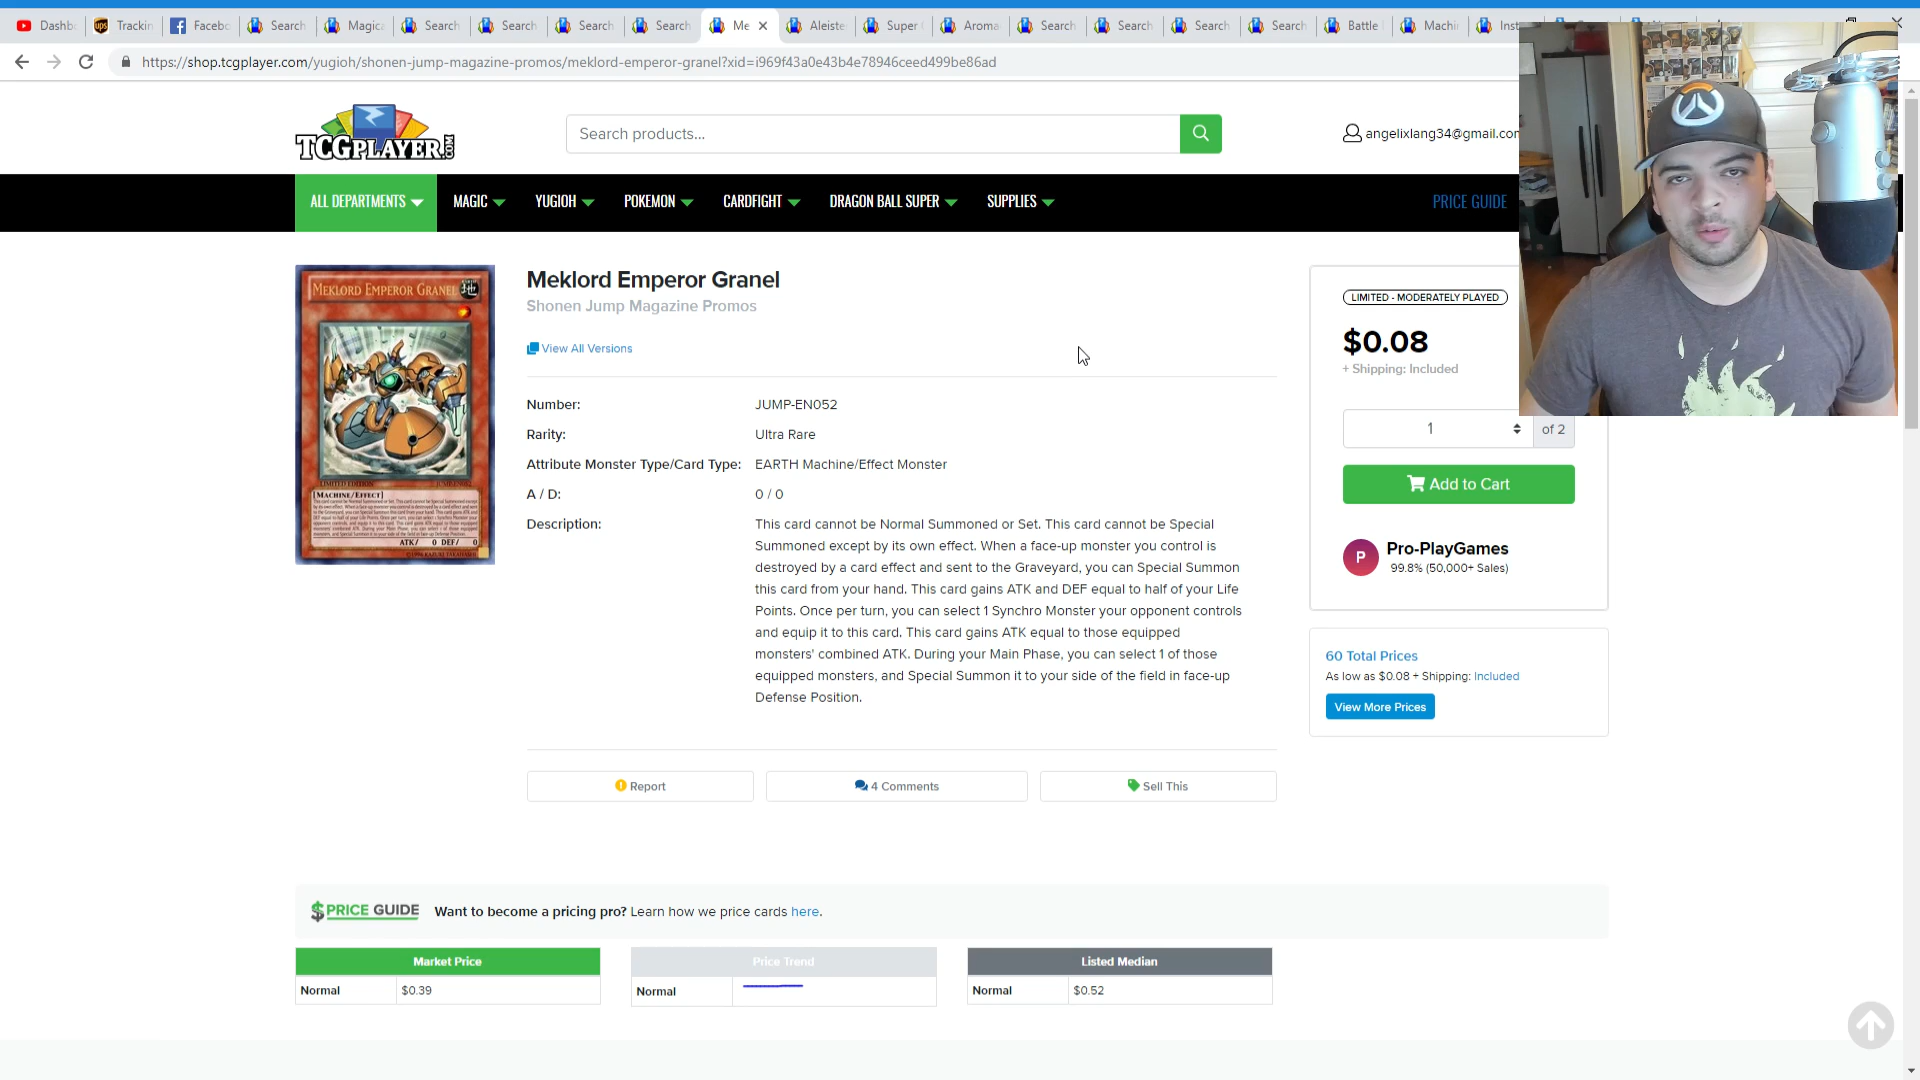 Dashb
Trackin
Facebo
Search
Magica
Search
Search
Search
Search
Me
Aleiste
Super
Aroma
Search
Search
Search
Search
Battle
Machi
Inst
https://shop.tcgplayer.com/yugioh/shonen-jump-magazine-promos/meklord-emperor-granel?xid=i969f43a0e43b4e78946ceed499be86ad
TCGPLAYER.COM
Search products...
angelixlang34@gmail.com
ALL DEPARTMENTS
MAGIC
YUGIOH
POKEMON
CARDFIGHT
DRAGON BALL SUPER
SUPPLIES
PRICE GUIDE
MEKLORD EMPEROR GRANEL
LIMITED EDITION
JUMP-EN052
[MACHINE/EFFECT]
ATK/ 0 DEF/ 0
Meklord Emperor Granel
Shonen Jump Magazine Promos
View All Versions
Number: JUMP-EN052
Rarity: Ultra Rare
Attribute Monster Type/Card Type: EARTH Machine/Effect Monster
A / D: 0 / 0
Description: This card cannot be Normal Summoned or Set. This card cannot be Special
Summoned except by its own effect. When a face-up monster you control is
destroyed by a card effect and sent to the Graveyard, you can Special Summon
this card from your hand. This card gains ATK and DEF equal to half of your Life
Points. Once per turn, you can select 1 Synchro Monster your opponent controls
and equip it to this card. This card gains ATK equal to those equipped
monsters' combined ATK. During your Main Phase, you can select 1 of those
equipped monsters, and Special Summon it to your side of the field in face-up
Defense Position.
Report
4 Comments
Sell This
LIMITED - MODERATELY PLAYED
$0.08
+ Shipping: Included
1
of 2
Add to Cart
P
Pro-PlayGames
99.8% (50,000+ Sales)
60 Total Prices
As low as $0.08 + Shipping: Included
View More Prices
$PRICE GUIDE
Want to become a pricing pro? Learn how we price cards here.
Market Price
Normal $0.39
Price Trend
Normal
Listed Median
Normal $0.52